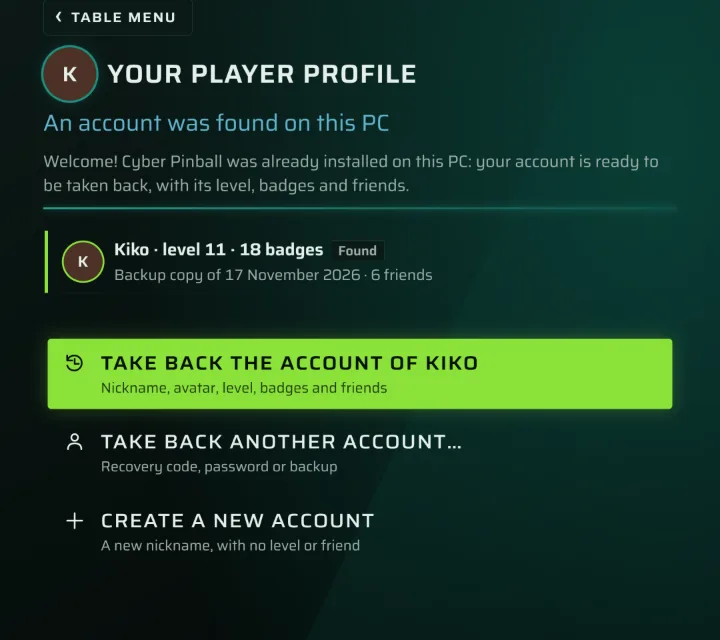 ‹ TABLE MENU
K YOUR PLAYER PROFILE
An account was found on this PC
Welcome! Cyber Pinball was already installed on this PC: your account is ready to
be taken back, with its level, badges and friends.
K Kiko · level 11 · 18 badges Found
Backup copy of 17 November 2026 · 6 friends
TAKE BACK THE ACCOUNT OF KIKO
Nickname, avatar, level, badges and friends
TAKE BACK ANOTHER ACCOUNT...
Recovery code, password or backup
CREATE A NEW ACCOUNT
A new nickname, with no level or friend